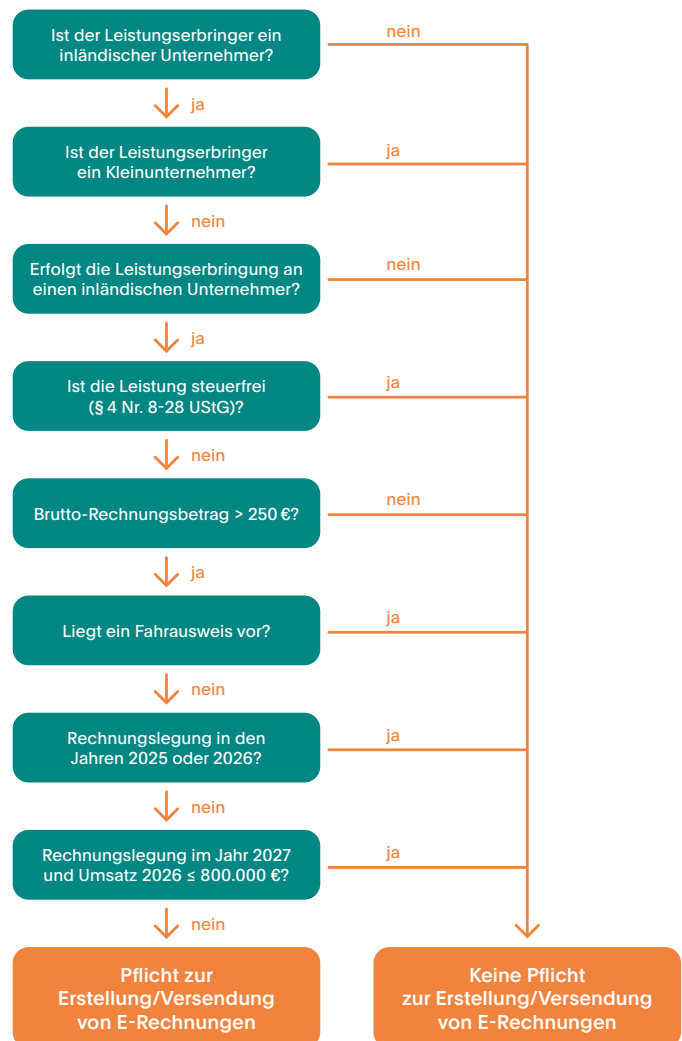 Ist der Leistungserbringer ein
inländischer Unternehmer?
nein
ja
Ist der Leistungserbringer
ein Kleinunternehmer?
ja
nein
Erfolgt die Leistungserbringung an
einen inländischen Unternehmer?
nein
ja
Ist die Leistung steuerfrei
(§ 4 Nr. 8-28 UStG)?
ja
nein
Brutto-Rechnungsbetrag > 250 €?
nein
ja
Liegt ein Fahrausweis vor?
ja
nein
Rechnungslegung in den
Jahren 2025 oder 2026?
ja
nein
Rechnungslegung im Jahr 2027
und Umsatz 2026 ≤ 800.000 €?
ja
nein
Pflicht zur
Erstellung/Versendung
von E-Rechnungen
Keine Pflicht
zur Erstellung/Versendung
von E-Rechnungen